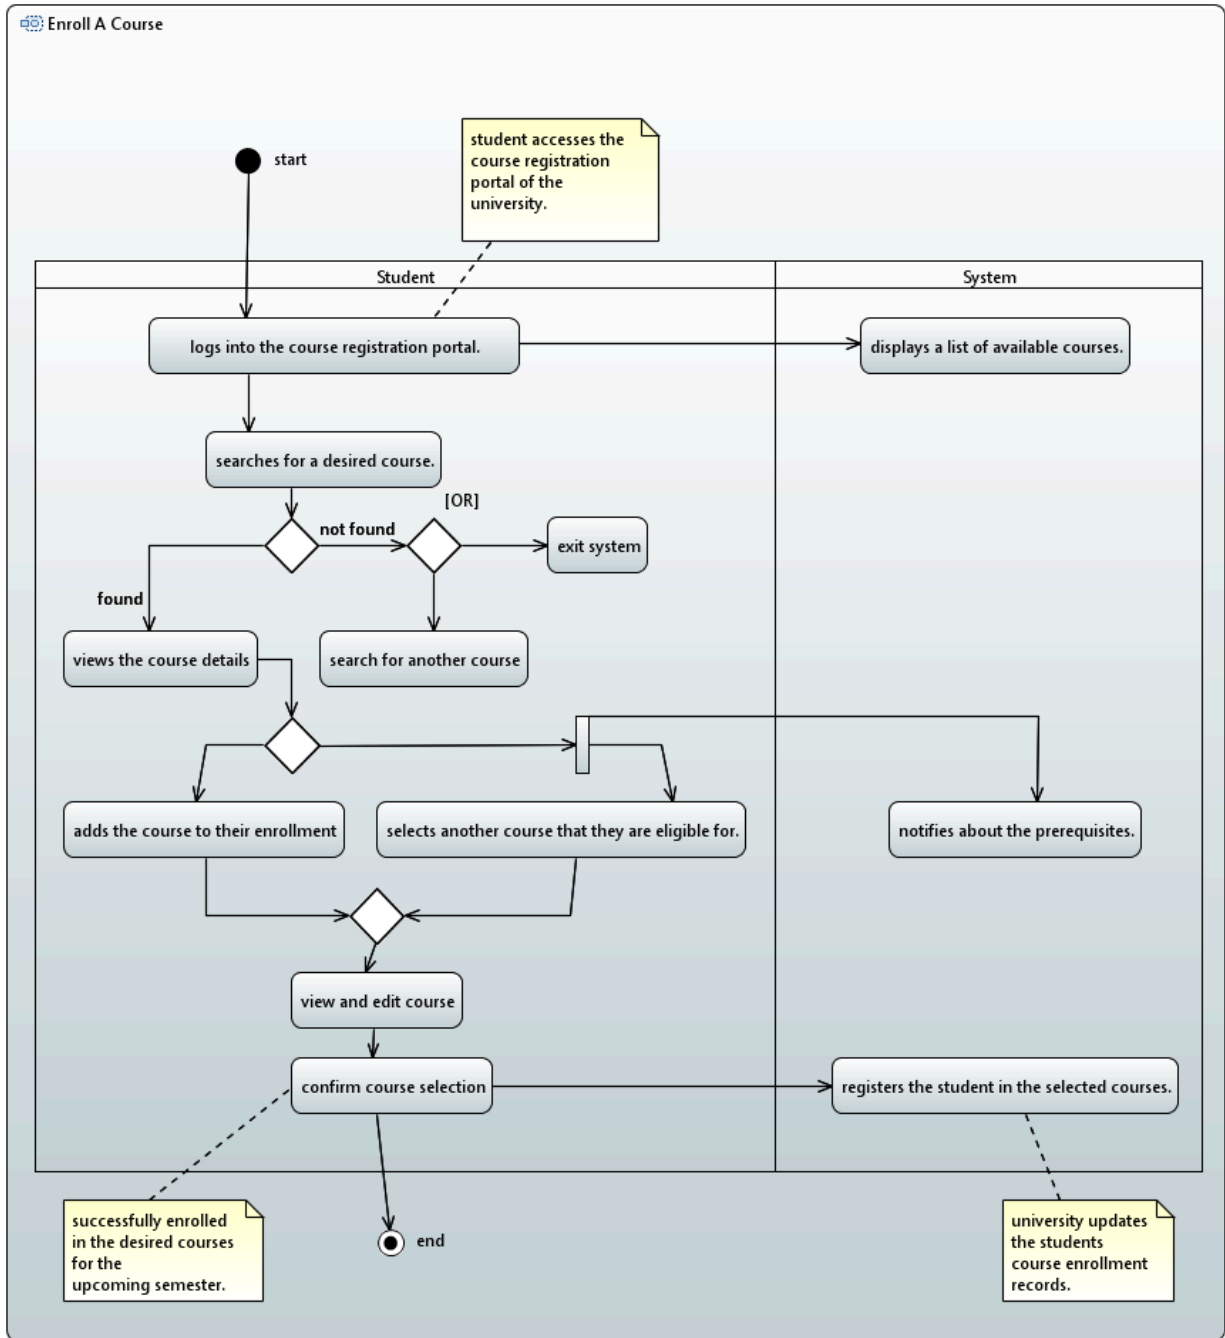 Enroll A Course
start
student accesses the
course registration
portal of the
university.
Student
System
logs into the course registration portal.
displays a list of available courses.
searches for a desired course.
[OR]
not found
exit system
found
views the course details
search for another course
adds the course to their enrollment
selects another course that they are eligible for.
notifies about the prerequisites.
view and edit course
confirm course selection
registers the student in the selected courses.
successfully enrolled
in the desired courses
for the
upcoming semester.
end
university updates
the students
course enrollment
records.